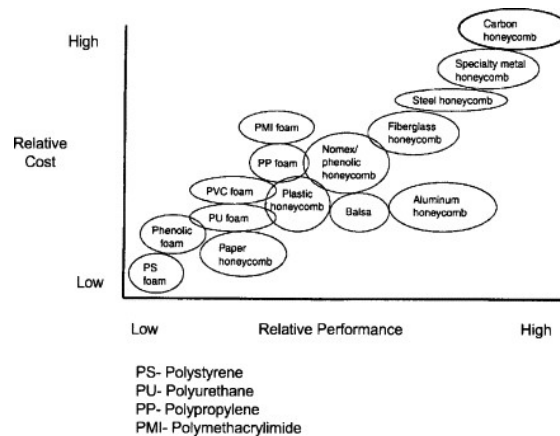 High
Relative
Cost
Low
Carbon
honeycomb
Specialty metal
honeycomb
Steel honeycomb
PMI foam
Fiberglass
honeycomb
Nomex/
phenolic
honeycomb
PP foam
PVC foam
Plastic
honeycomb
PU foam
Balsa
Aluminum
honeycomb
Phenolic
foam
Paper
honeycomb
PS
foam
Low
Relative Performance
High
PS- Polystyrene
PU- Polyurethane
PP- Polypropylene
PMI- Polymethacrylimide